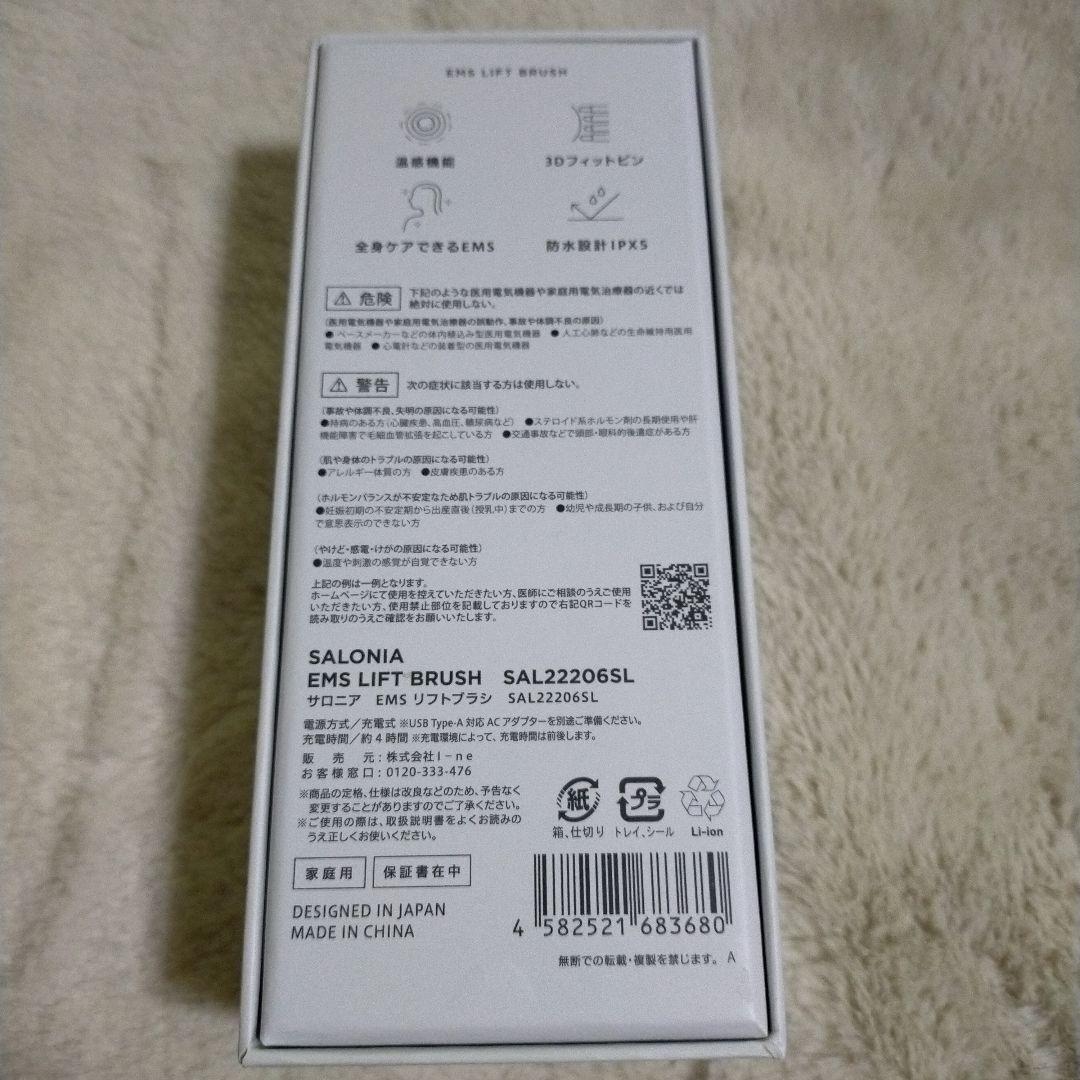 EMS LIFT BRUSH
温感機能
3Dフィットピン
全身ケアできるEMS
防水設計IPX5
危険 下記のような医用電気機器や家庭用電気治療器の近くでは
絶対に使用しない。
(医用電気機器や家庭用電気治療器の誤動作、事故や体調不良の原因)
●ペースメーカーなどの体内植込み型医用電気機器 ●人工心肺などの生命維持用医用
電気機器 ●心電計などの装着型の医用電気機器
警告 次の症状に該当する方は使用しない。
(事故や体調不良、失明の原因になる可能性)
●持病のある方(心臓疾患、高血圧、糖尿病など) ●ステロイド系ホルモン剤の長期使用や肝
機能障害で毛細血管拡張を起こしている方 ●交通事故などで頭部・眼科的後遺症がある方
(肌や身体のトラブルの原因になる可能性)
●アレルギー体質の方 ●皮膚疾患のある方
(ホルモンバランスが不安定なため肌トラブルの原因になる可能性)
●妊娠初期の不安定期から出産直後(授乳中)までの方 ●幼児や成長期の子供、および自分
で意思表示のできない方
(やけど・感電・けがの原因になる可能性)
●温度や刺激の感覚が自覚できない方
上記の例は一例となります。
ホームページにて使用を控えていただきたい方、医師にご相談のうえご使用
いただきたい方、使用禁止部位を記載しておりますので右記QRコードを
読み取りのうえご確認をお願いいたします。
SALONIA
EMS LIFT BRUSH SAL22206SL
サロニア EMS リフトブラシ SAL22206SL
電源方式/充電式 ※USB Type-A 対応 AC アダプターを別途ご準備ください。
充電時間/約4時間 ※充電環境によって、充電時間は前後します。
販売元:株式会社I-ne
お客様窓口:0120-333-476
※商品の定格、仕様は改良などのため、予告なく
変更することがありますのでご了承ください。
※ご使用の際は、取扱説明書をよくお読みの
うえ正しくお使いください。
紙
箱、仕切り
プラ
トレイ、シール
Li-ion
家庭用
保証書在中
DESIGNED IN JAPAN
MADE IN CHINA
4 582521 683680
無断での転載・複製を禁じます。 A